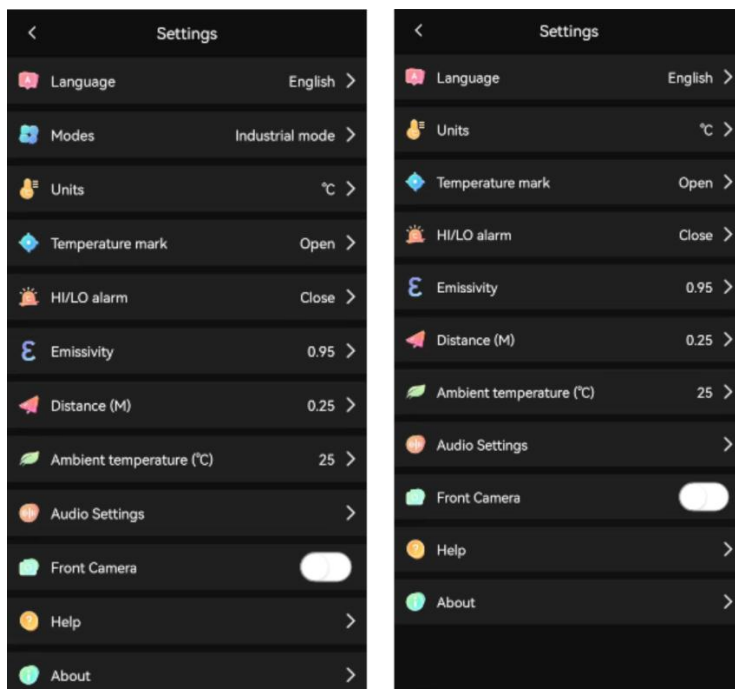 Settings
Language English
Modes Industrial mode
Units ℃
Temperature mark Open
HI/LO alarm Close
Emissivity 0.95
Distance (M) 0.25
Ambient temperature (℃) 25
Audio Settings
Front Camera
Help
About
Settings
Language English
Units ℃
Temperature mark Open
HI/LO alarm Close
Emissivity 0.95
Distance (M) 0.25
Ambient temperature (℃) 25
Audio Settings
Front Camera
Help
About